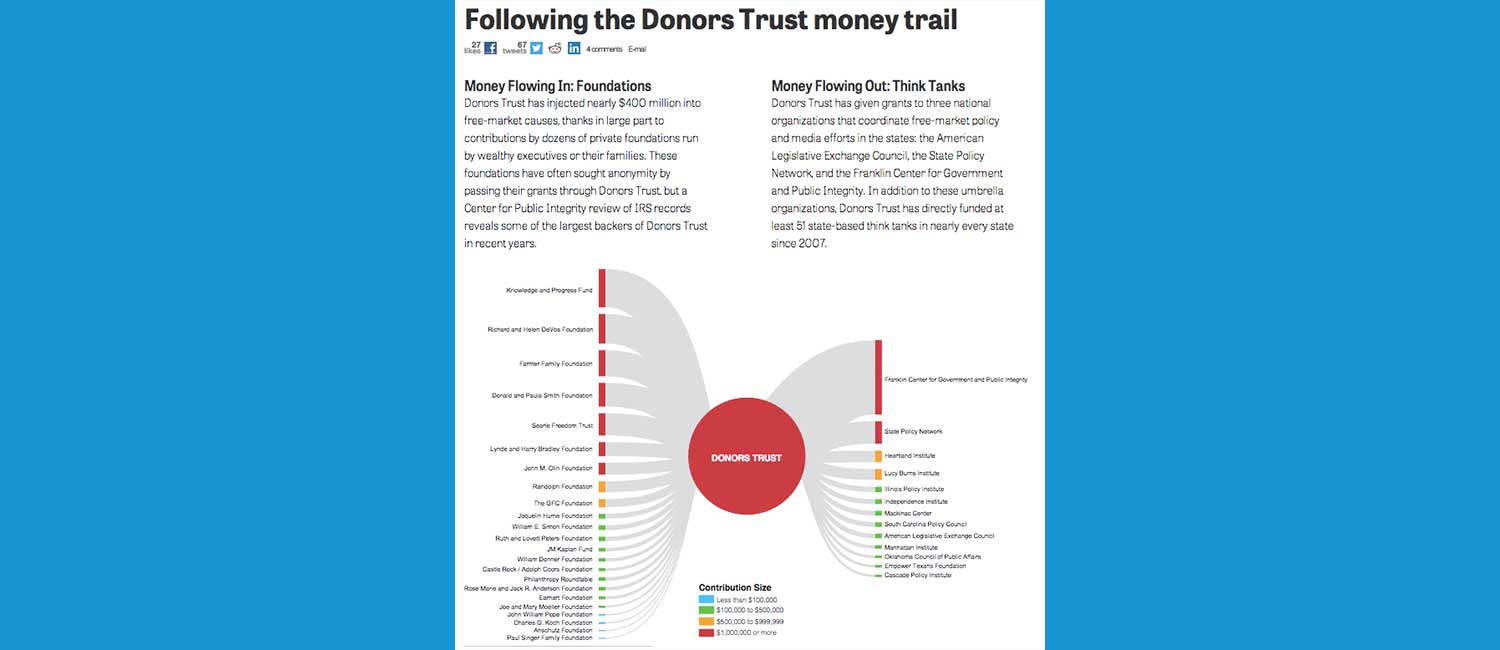 Following the Donors Trust money trail
27
likes
67
tweets
4 comments
E-mail
Money Flowing In: Foundations
Donors Trust has injected nearly $400 million into
free-market causes, thanks in large part to
contributions by dozens of private foundations run
by wealthy executives or their families. These
foundations have often sought anonymity by
passing their grants through Donors Trust, but a
Center for Public Integrity review of IRS records
reveals some of the largest backers of Donors Trust
in recent years.
Money Flowing Out: Think Tanks
Donors Trust has given grants to three national
organizations that coordinate free-market policy
and media efforts in the states: the American
Legislative Exchange Council, the State Policy
Network, and the Franklin Center for Government
and Public Integrity. In addition to these umbrella
organizations, Donors Trust has directly funded at
least 51 state-based think tanks in nearly every state
since 2007.
Knowledge and Progress Fund
Richard and Helen DeVos Foundation
Farmer Family Foundation
Donald and Paula Smith Foundation
Searle Freedom Trust
Lynde and Harry Bradley Foundation
John M. Olin Foundation
Randolph Foundation
The GFC Foundation
Jaquelin Hume Foundation
William E. Simon Foundation
Ruth and Lovett Peters Foundation
JM Kaplan Fund
William Donner Foundation
Castle Rock / Adolph Coors Foundation
Philanthropy Roundtable
Rose Marie and Jack R. Anderson Foundation
Earhart Foundation
Joe and Mary Moeller Foundation
John William Pope Foundation
Charles G. Koch Foundation
Anschutz Foundation
Paul Singer Family Foundation
DONORS TRUST
Franklin Center for Government and Public Integrity
State Policy Network
Heartland Institute
Lucy Burns Institute
Illinois Policy Institute
Independence Institute
Mackinac Center
South Carolina Policy Council
American Legislative Exchange Council
Manhattan Institute
Oklahoma Council of Public Affairs
Empower Texans Foundation
Cascade Policy Institute
Contribution Size
Less than $100,000
$100,000 to $500,000
$500,000 to $999,999
$1,000,000 or more